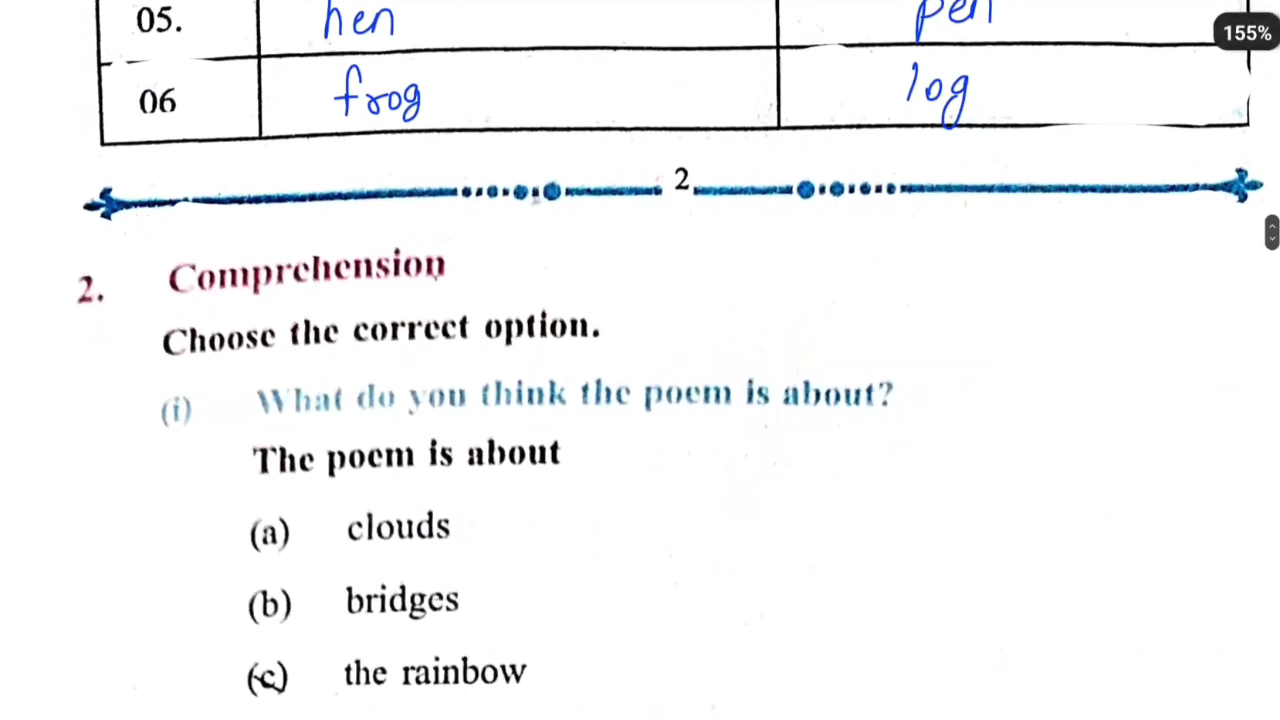 05. hen pen
155%
06 frog log
2
2. Comprehension
Choose the correct option.
(i) What do you think the poem is about?
The poem is about
(a) clouds
(b) bridges
(c) the rainbow